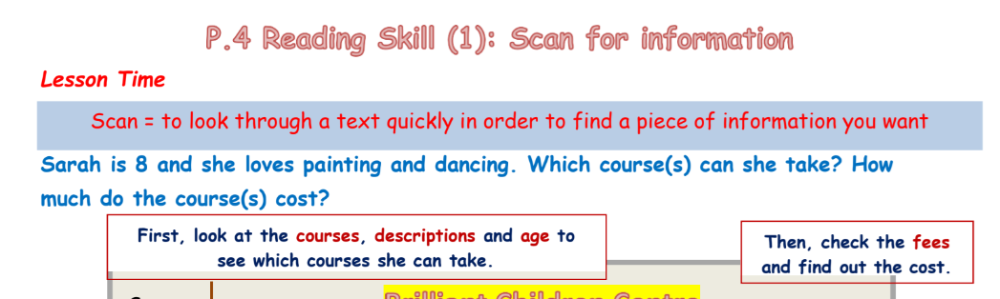 P.4 Reading Skill (1): Scan for information
Lesson Time
Scan = to look through a text quickly in order to find a piece of information you want
Sarah is 8 and she loves painting and dancing. Which course(s) can she take? How
much do the course(s) cost?
First, look at the courses, descriptions and age to
see which courses she can take.
Then, check the fees
and find out the cost.
Brilliant Children Centre